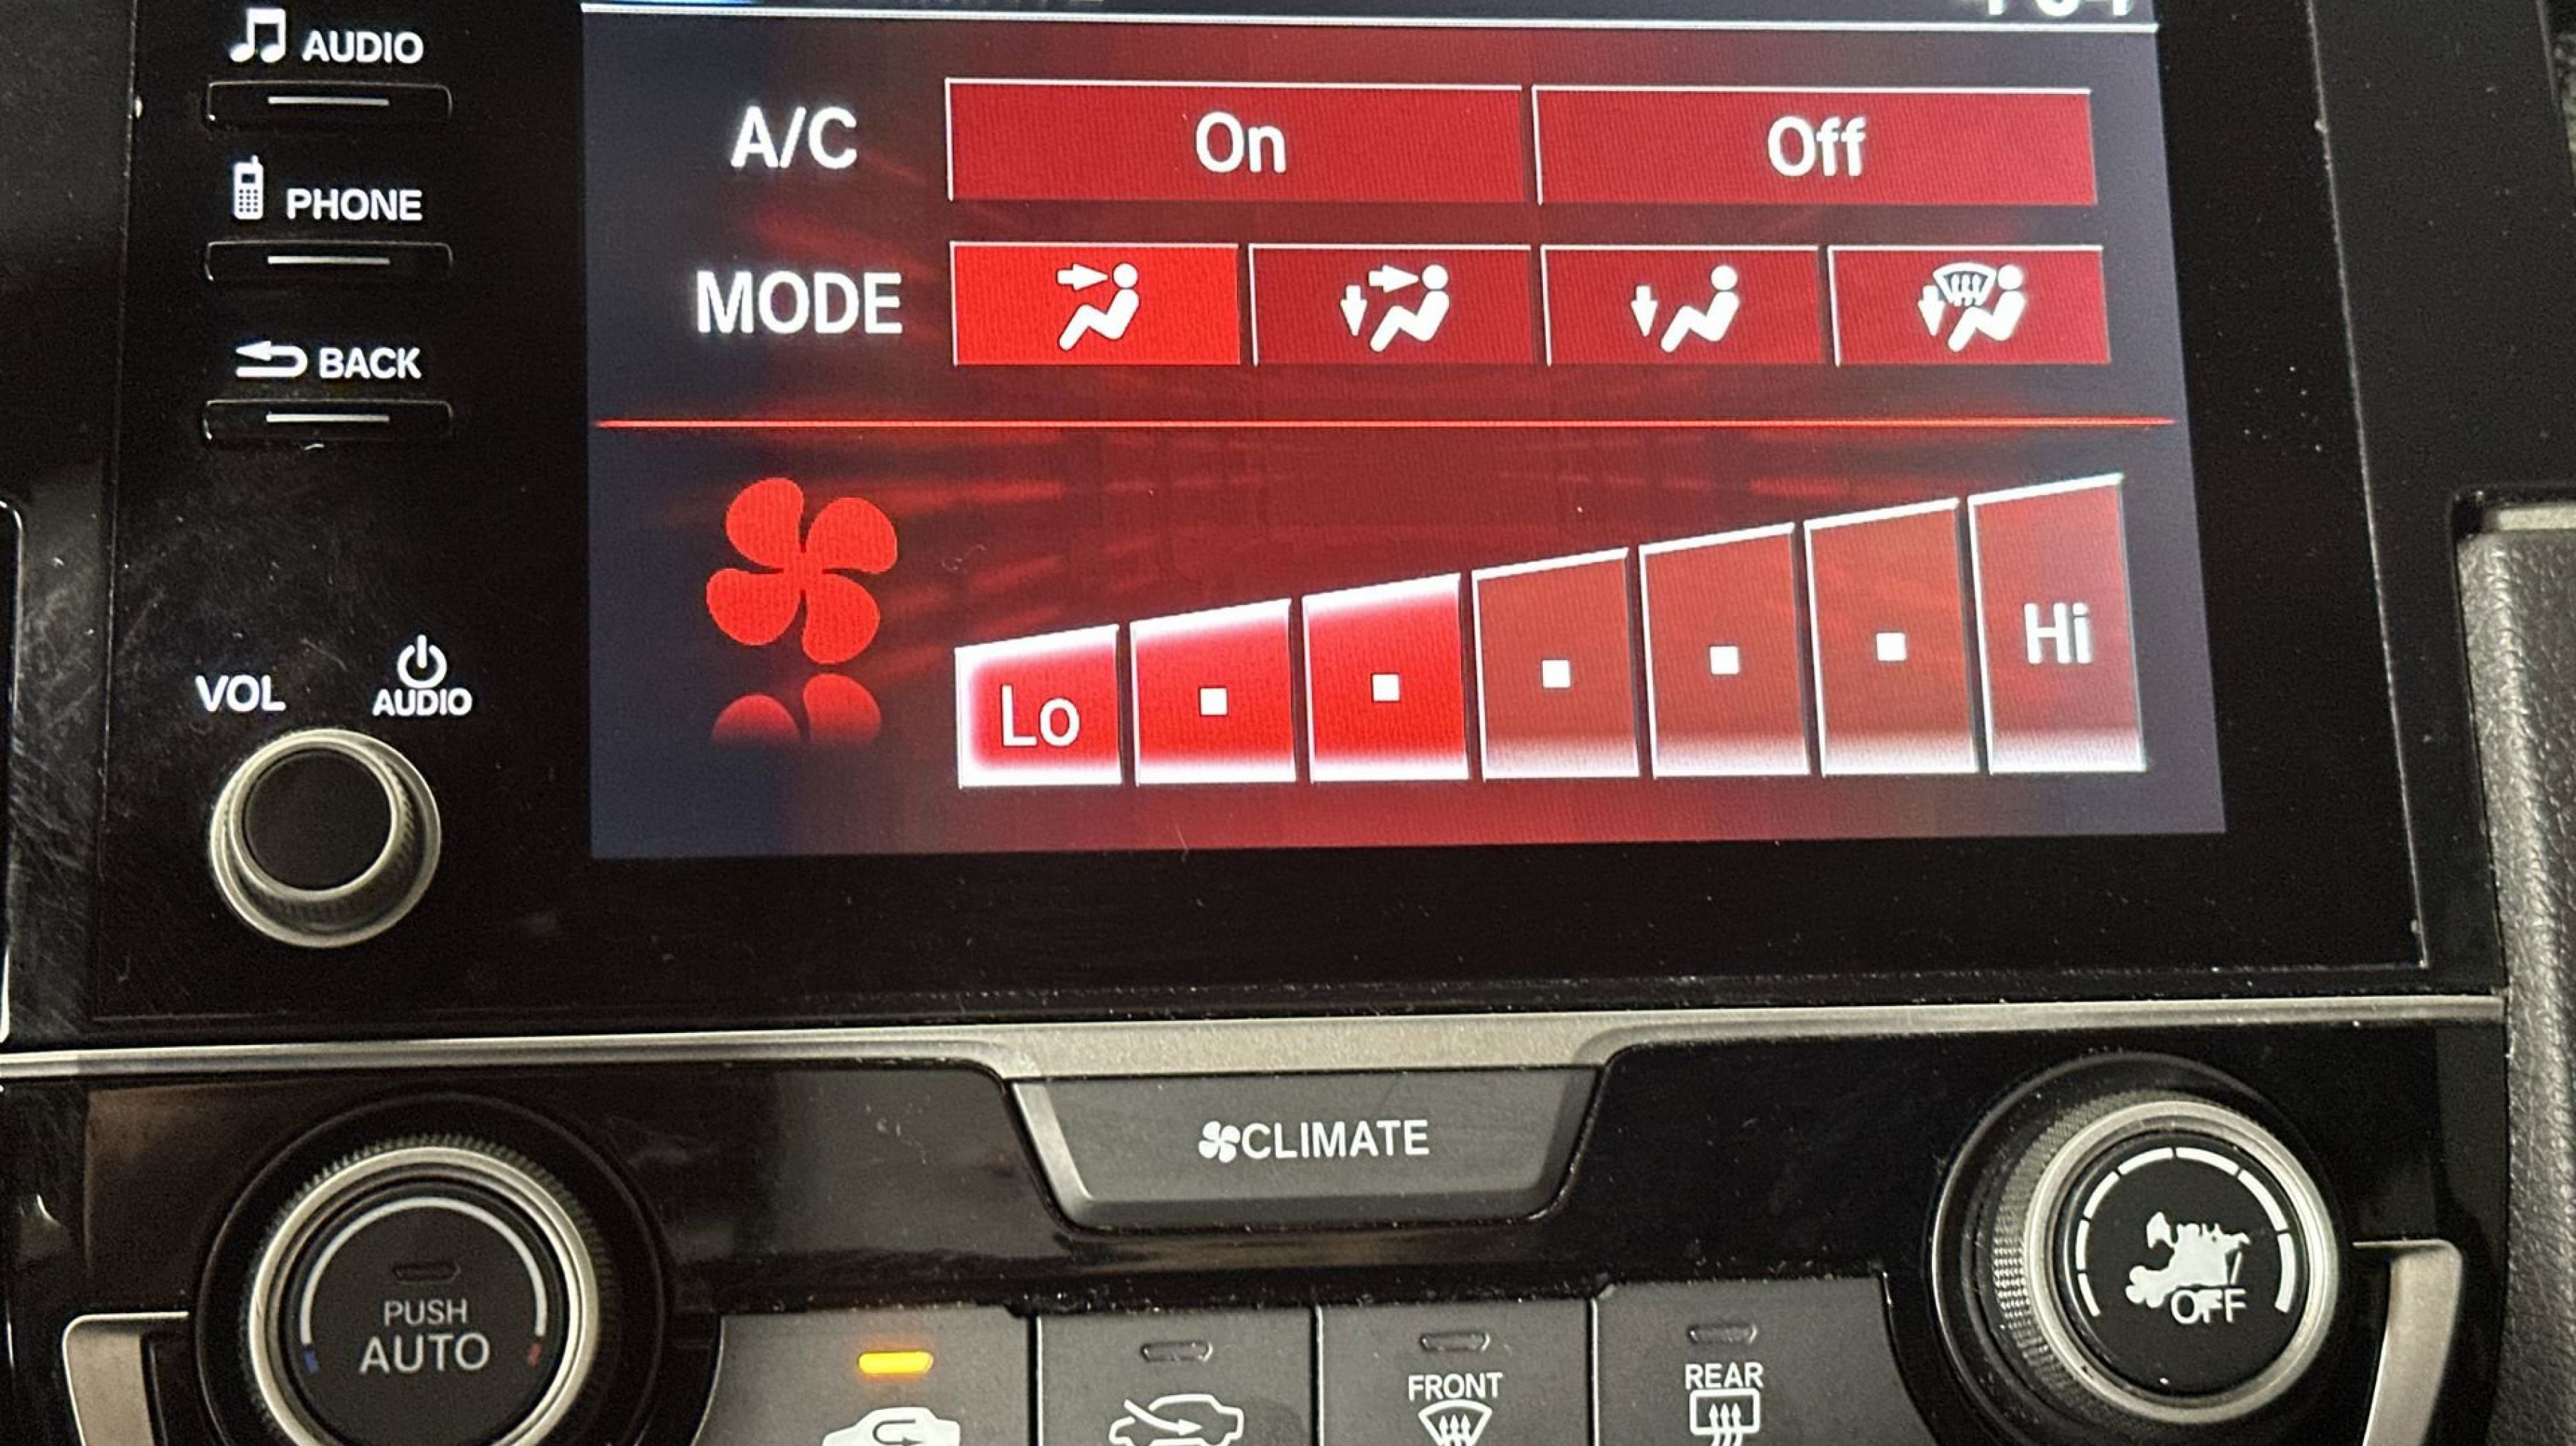 AUDIO
A/C On Off
PHONE
MODE
BACK
VOL AUDIO
Lo Hi
CLIMATE
PUSH
AUTO
OFF
FRONT
REAR